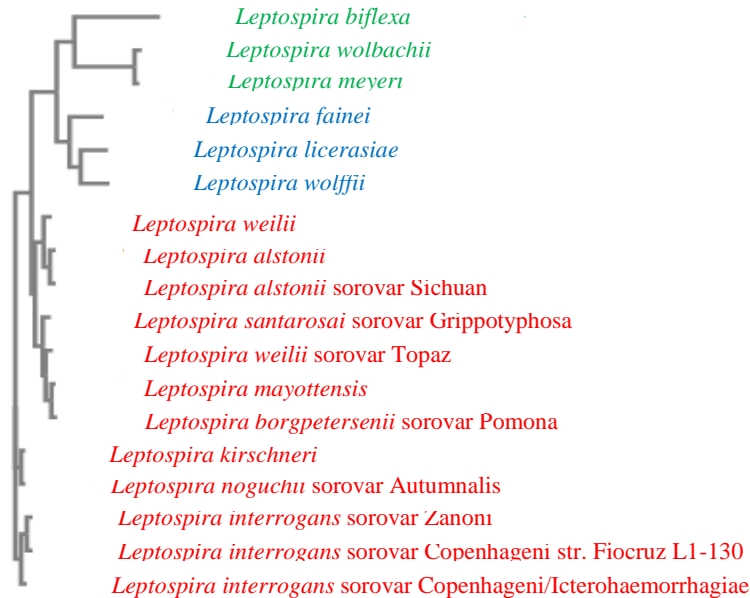 Leptospira biflexa
Leptospira wolbachii
Leptospira meyeri
Leptospira fainei
Leptospira licerasiae
Leptospira wolffii
Leptospira weilii
Leptospira alstonii
Leptospira alstonii sorovar Sichuan
Leptospira santarosai sorovar Grippotyphosa
Leptospira weilii sorovar Topaz
Leptospira mayottensis
Leptospira borgpetersenii sorovar Pomona
Leptospira kirschneri
Leptospira noguchii sorovar Autumnalis
Leptospira interrogans sorovar Zanoni
Leptospira interrogans sorovar Copenhageni str. Fiocruz L1-130
Leptospira interrogans sorovar Copenhageni/Icterohaemorrhagiae